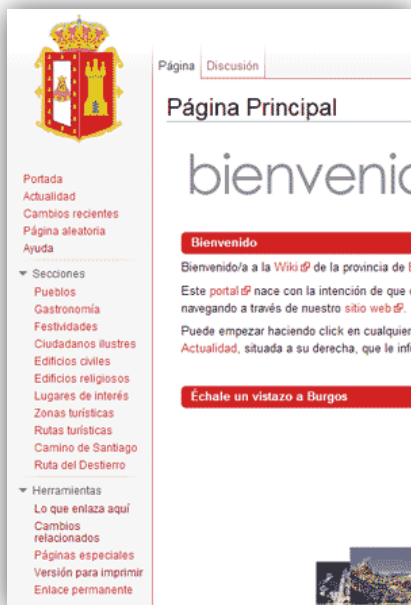 Página Discusión
Página Principal
bienveni
Portada
Actualidad
Cambios recientes
Página aleatoria
Ayuda
Secciones
Pueblos
Gastronomía
Festividades
Ciudadanos ilustres
Edificios civiles
Edificios religiosos
Lugares de interés
Zonas turísticas
Rutas turísticas
Camino de Santiago
Ruta del Destierro
Herramientas
Lo que enlaza aquí
Cambios
relacionados
Páginas especiales
Versión para imprimir
Enlace permanente
Bienvenido
Bienvenido/a a la Wiki de la provincia de
Este portal nace con la intención de que
navegando a través de nuestro sitio web.
Puede empezar haciendo click en cualquier
Actualidad, situada a su derecha, que le inf
Échale un vistazo a Burgos